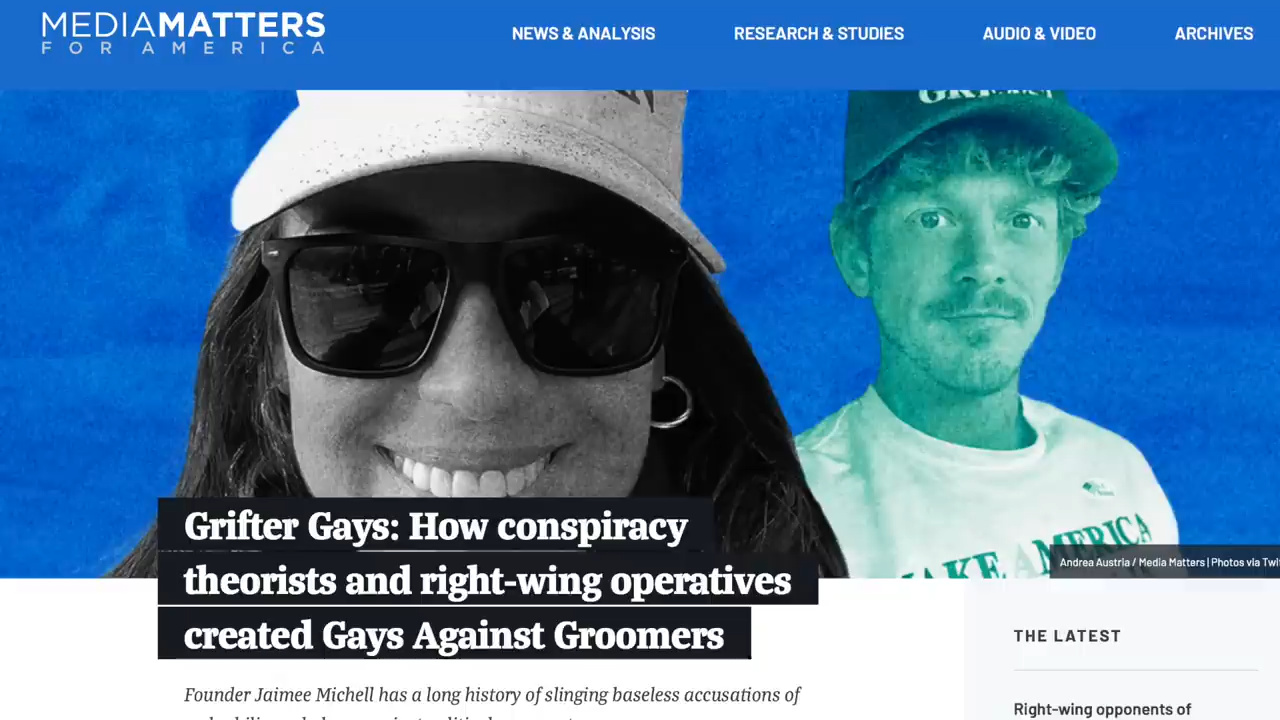 MEDIAMATTERS
FOR AMERICA
NEWS & ANALYSIS
RESEARCH & STUDIES
AUDIO & VIDEO
ARCHIVES
AMERICA
Andrea Austria / Media Matters | Photos via
Grifter Gays: How conspiracy
theorists and right-wing operatives
created Gays Against Groomers
Founder Jaimee Michell has a long history of slinging baseless accusations of
THE LATEST
Right-wing opponents of